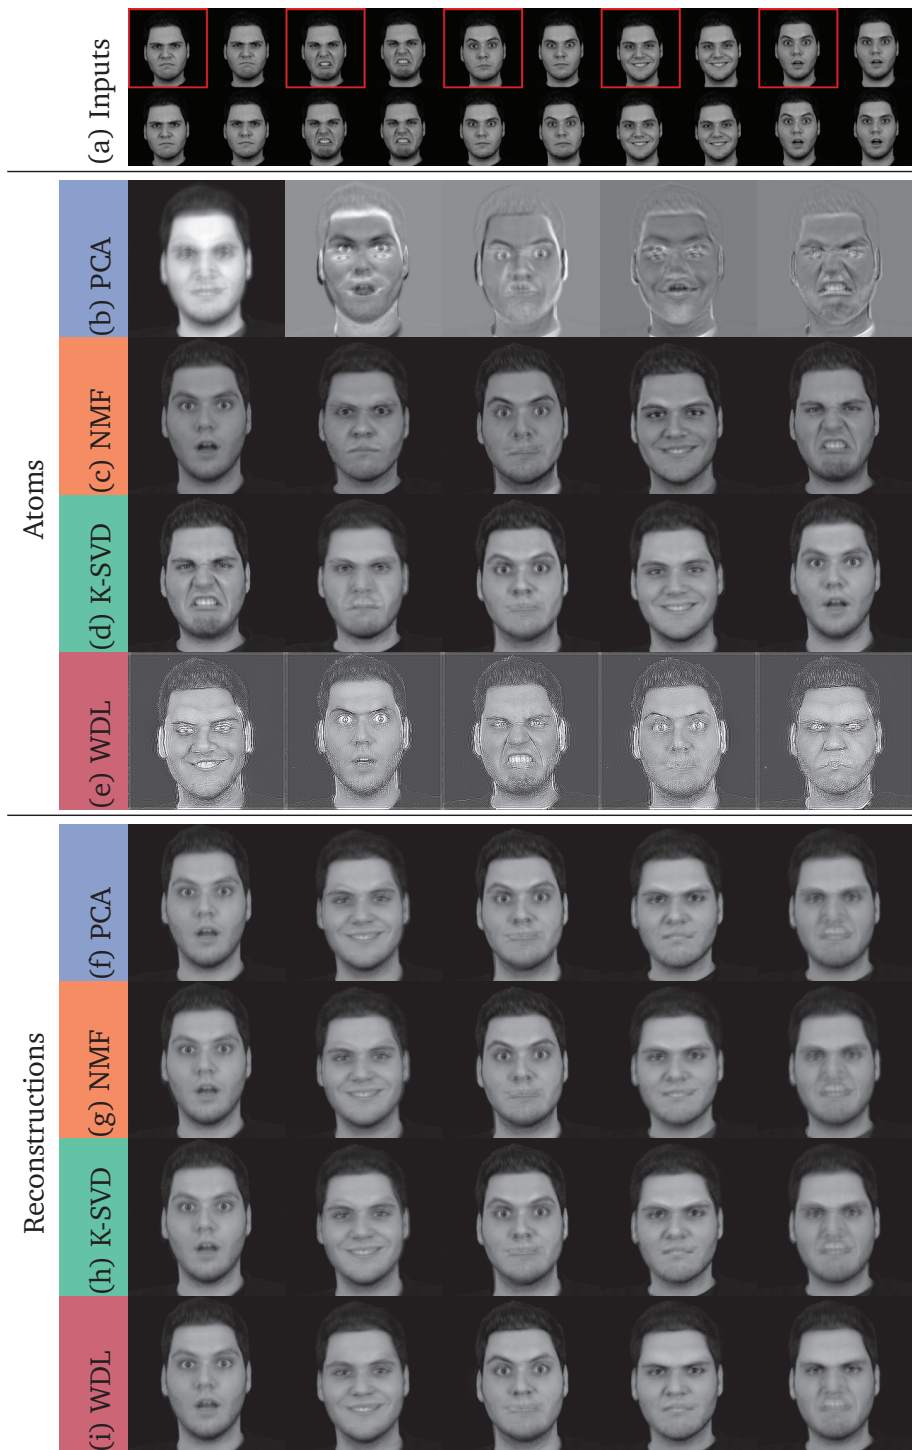 (a) Inputs
Atoms
(b) PCA
(c) NMF
(d) K-SVD
(e) WDL
Reconstructions
(f) PCA
(g) NMF
(h) K-SVD
(i) WDL